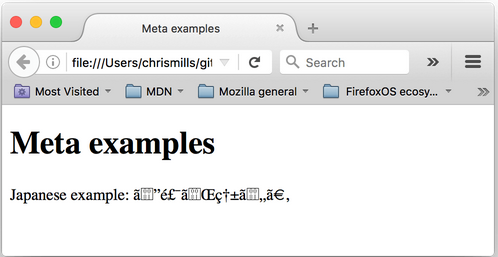 Meta examples
file:///Users/chrismills/git
Search
Most Visited
MDN
Mozilla general
FirefoxOS ecosy...
Meta examples
Japanese example: ã”é£¯ãŒç†±ã„ã€‚